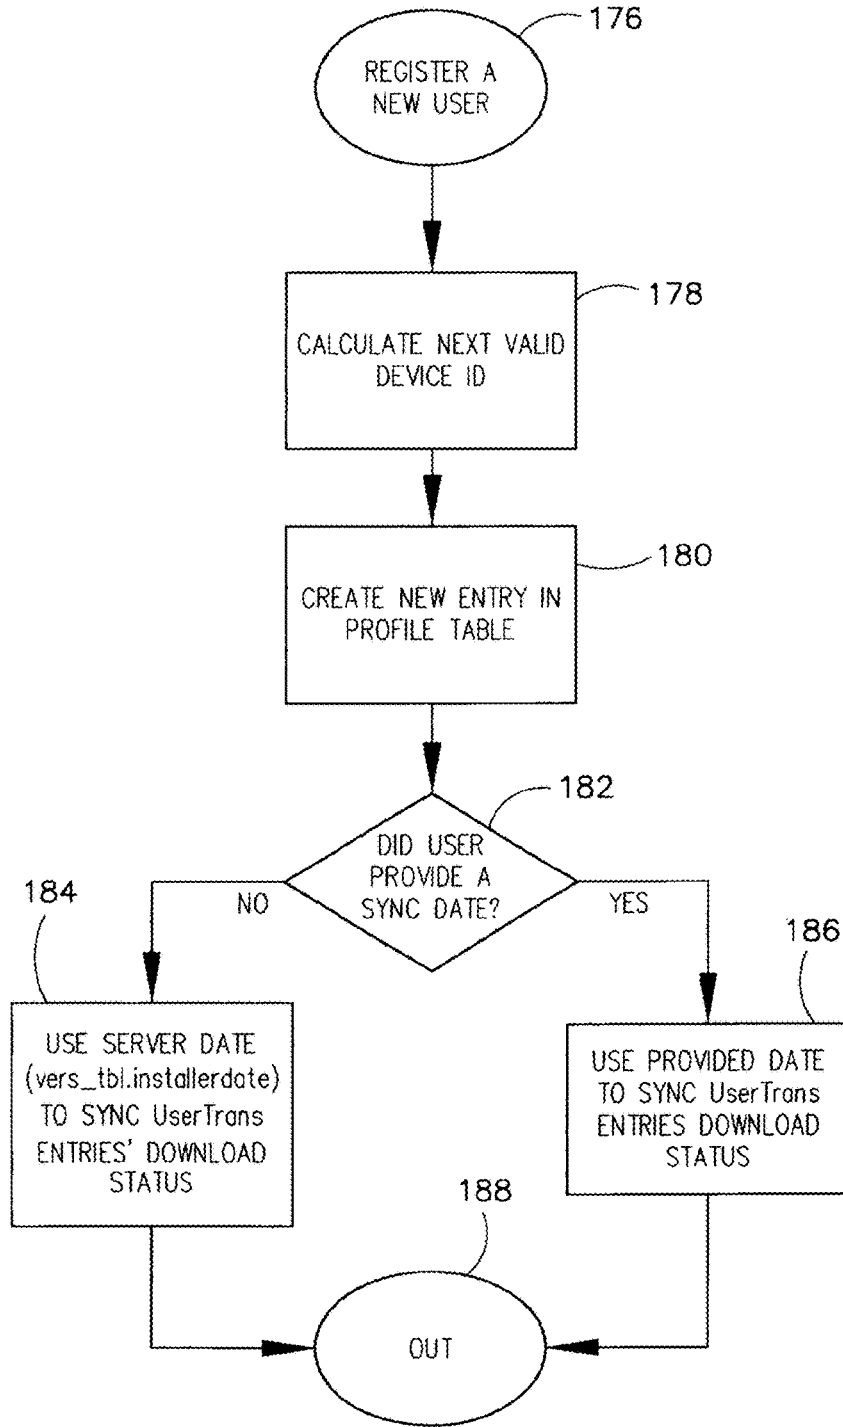 176
REGISTER A
NEW USER
178
CALCULATE NEXT VALID
DEVICE ID
180
CREATE NEW ENTRY IN
PROFILE TABLE
182
DID USER
PROVIDE A
SYNC DATE?
NO
YES
184
186
USE SERVER DATE
(vers_tbl.installerdate)
TO SYNC UserTrans
ENTRIES' DOWNLOAD
STATUS
USE PROVIDED DATE
TO SYNC UserTrans
ENTRIES DOWNLOAD
STATUS
188
OUT